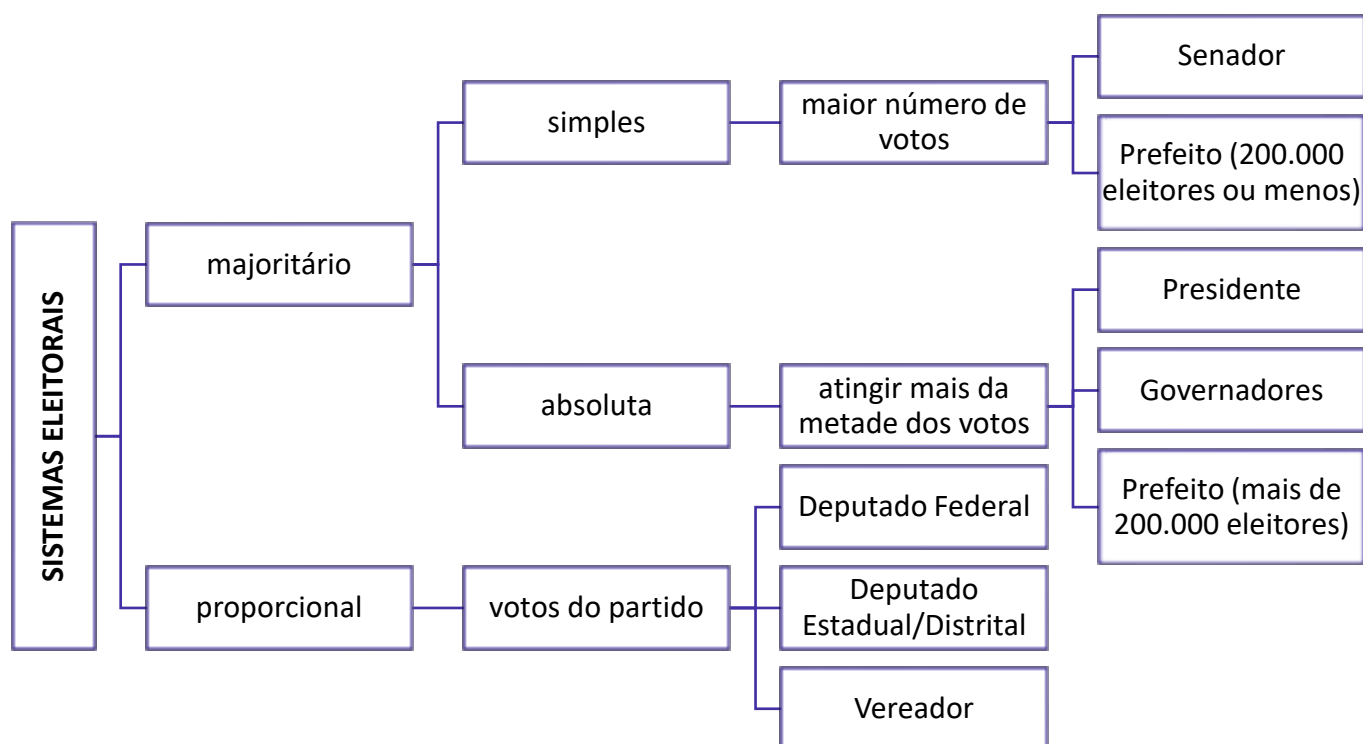 SISTEMAS ELEITORAIS
majoritário
simples
maior número de
votos
Senador
Prefeito (200.000
eleitores ou menos)
absoluta
atingir mais da
metade dos votos
Presidente
Governadores
Prefeito (mais de
200.000 eleitores)
proporcional
votos do partido
Deputado Federal
Deputado
Estadual/Distrital
Vereador